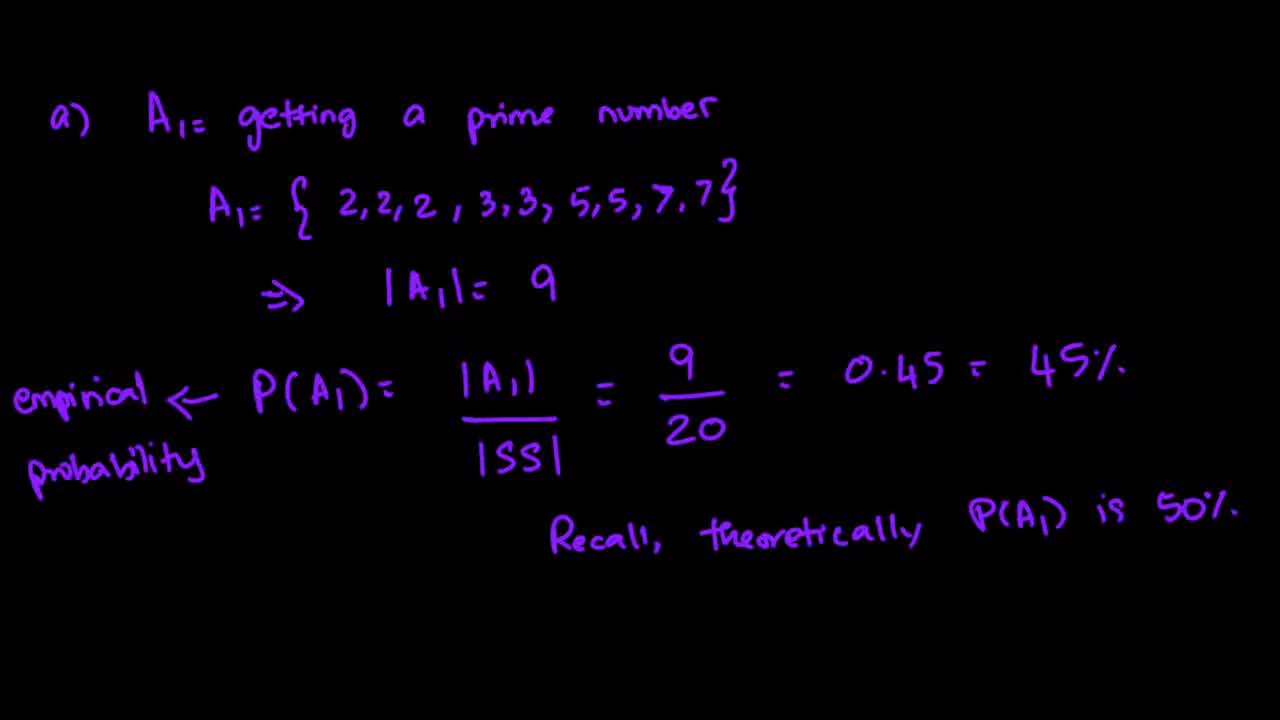 a) A₁= getting a prime number
A₁= { 2,2,2, 3,3, 5,5, 7,7}
⇒ |A₁|= 9
empirical ← P(A₁)= |A₁| / |SS| = 9 / 20 = 0.45 = 45%.
probability
Recall, theoretically P(A₁) is 50%.